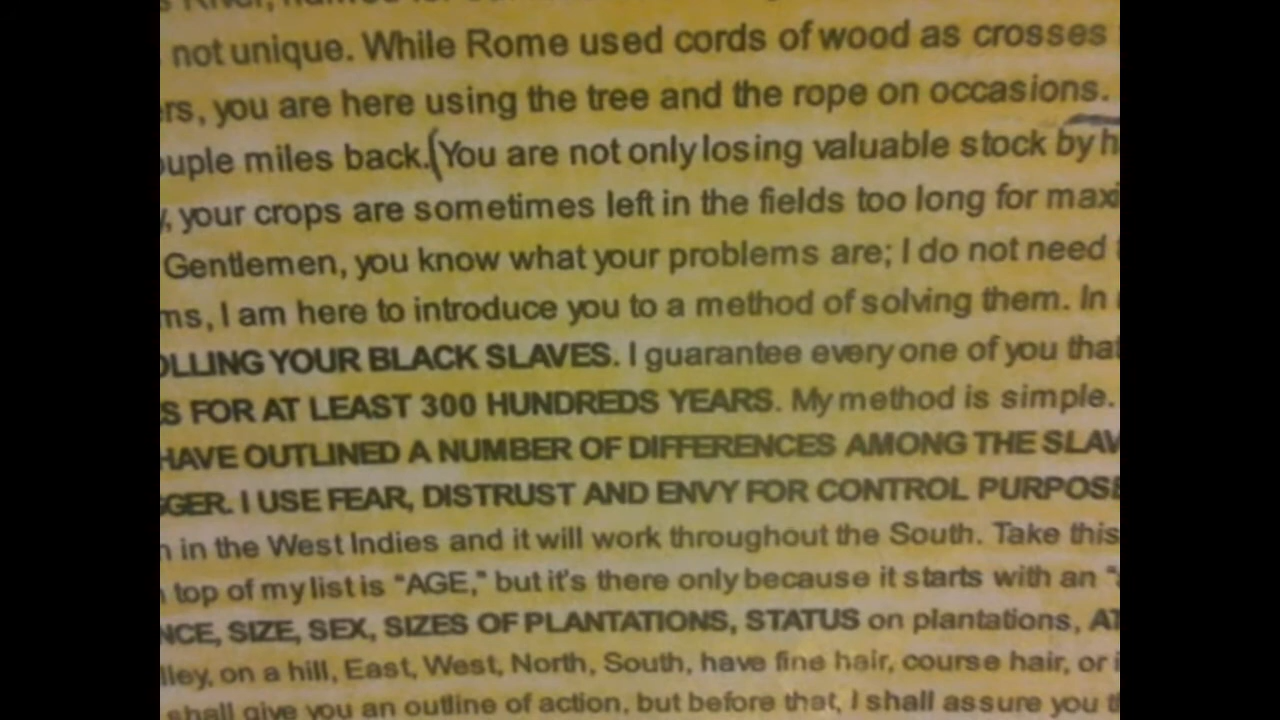 not unique. While Rome used cords of wood as crosses
ers, you are here using the tree and the rope on occasions.
ouple miles back. (You are not only losing valuable stock by h
y, your crops are sometimes left in the fields too long for maxi
Gentlemen, you know what your problems are; I do not need
ms, I am here to introduce you to a method of solving them. In
OLLING YOUR BLACK SLAVES. I guarantee every one of you that
S FOR AT LEAST 300 HUNDREDS YEARS. My method is simple.
HAVE OUTLINED A NUMBER OF DIFFERENCES AMONG THE SLAV
GGER. I USE FEAR, DISTRUST AND ENVY FOR CONTROL PURPOSE
n in the West Indies and it will work throughout the South. Take this
top of my list is "AGE," but it's there only because it starts with an "
NCE, SIZE, SEX, SIZES OF PLANTATIONS, STATUS on plantations, AT
lley, on a hill, East, West, North, South, have fine hair, course hair, or i
shall give you an outline of action, but before that, I shall assure you t